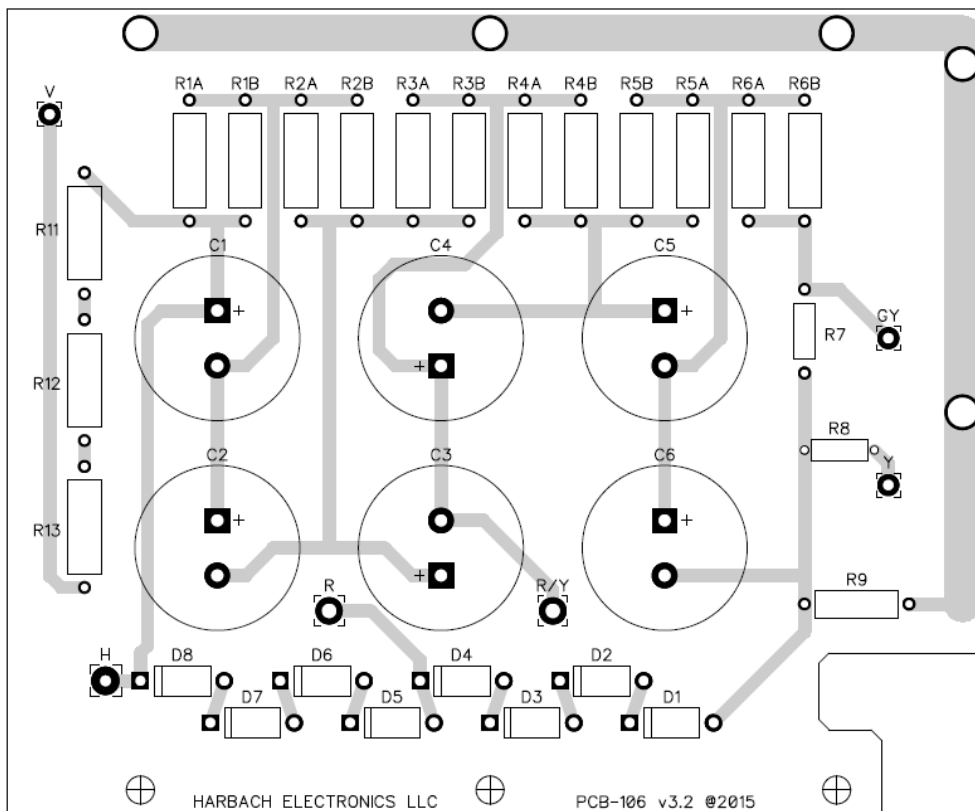 R1A R1B R2A R2B R3A R3B R4A R4B R5B R5A R6A R6B
V
R11
C1 C4 C5
+
+
+
GY
R7
R12
R8
C2 C3 C6
Y
+
+
+
R13
R R/Y
R9
H
D8 D6 D4 D2
D7 D5 D3 D1
HARBACH ELECTRONICS LLC PCB-106 v3.2 @2015